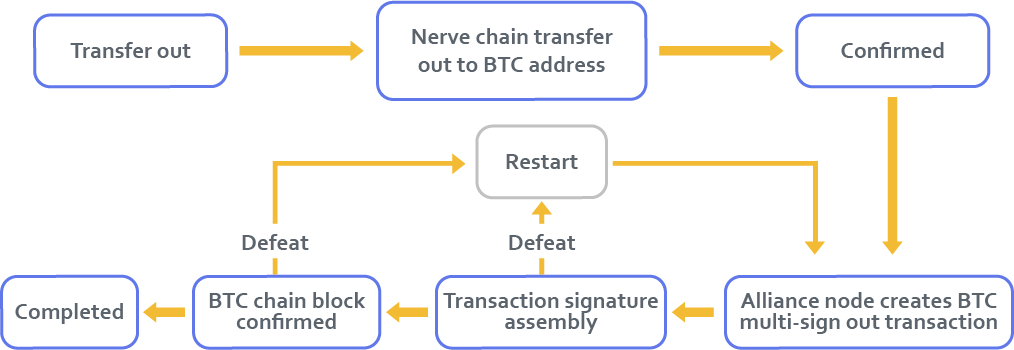 Transfer out
Nerve chain transfer
out to BTC address
Confirmed
Restart
Defeat
Defeat
Completed
BTC chain block
confirmed
Transaction signature
assembly
Alliance node creates BTC
multi-sign out transaction